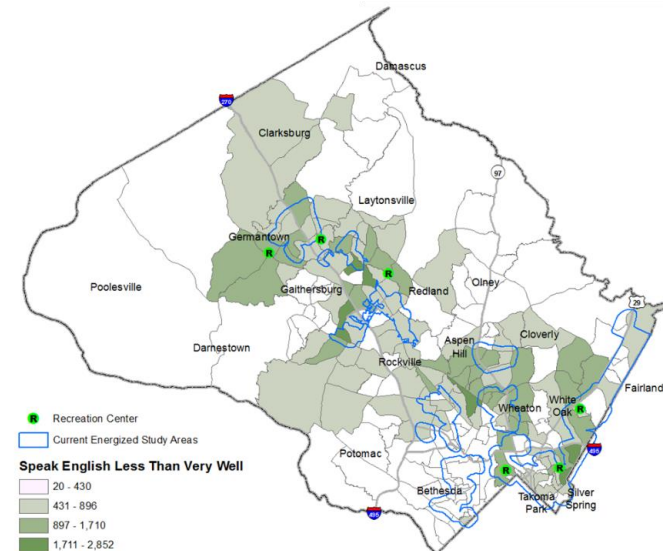 Damascus
270
Clarksburg
97
Laytonsville
Germantown
R
R
R
Poolesville
Gaithersburg
Redland
Olney
29
Darnestown
Rockville
Aspen
Hill
Cloverly
Fairland
White
Oak
R
Wheaton
Potomac
495
Bethesda
R
R
Takoma
Park
Silver
Spring
495
R Recreation Center
Current Energized Study Areas
Speak English Less Than Very Well
20 - 430
431 - 896
897 - 1,710
1,711 - 2,852